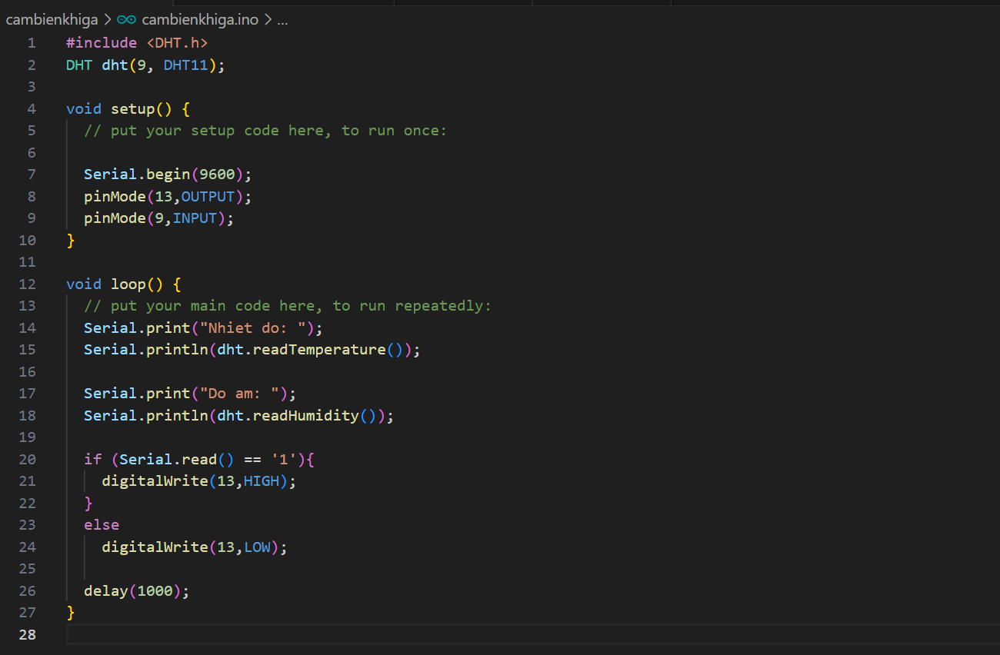 cambienkhiga > cambienkhiga.ino > ...
1 #include <DHT.h>
2 DHT dht(9, DHT11);
3
4 void setup() {
5   // put your setup code here, to run once:
6
7   Serial.begin(9600);
8   pinMode(13,OUTPUT);
9   pinMode(9,INPUT);
10 }
11
12 void loop() {
13   // put your main code here, to run repeatedly:
14   Serial.print("Nhiet do: ");
15   Serial.println(dht.readTemperature());
16
17   Serial.print("Do am: ");
18   Serial.println(dht.readHumidity());
19
20   if (Serial.read() == '1'){
21     digitalWrite(13,HIGH);
22   }
23   else
24     digitalWrite(13,LOW);
25
26   delay(1000);
27 }
28